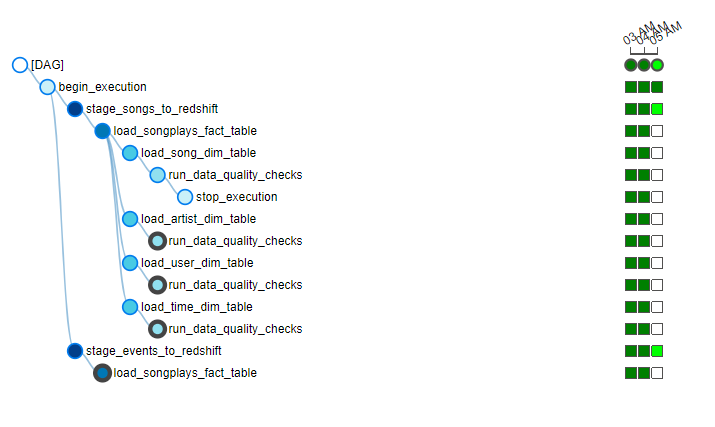 03 AM
04 AM
05 AM
[DAG]
begin_execution
stage_songs_to_redshift
load_songplays_fact_table
load_song_dim_table
run_data_quality_checks
stop_execution
load_artist_dim_table
run_data_quality_checks
load_user_dim_table
run_data_quality_checks
load_time_dim_table
run_data_quality_checks
stage_events_to_redshift
load_songplays_fact_table